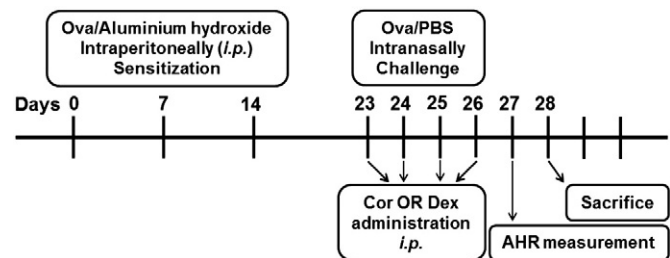 Ova/Aluminium hydroxide
Intraperitoneally (i.p.)
Sensitization
Ova/PBS
Intranasally
Challenge
Days 0 7 14 23 24 25 26 27 28
Cor OR Dex
administration
i.p.
Sacrifice
AHR measurement